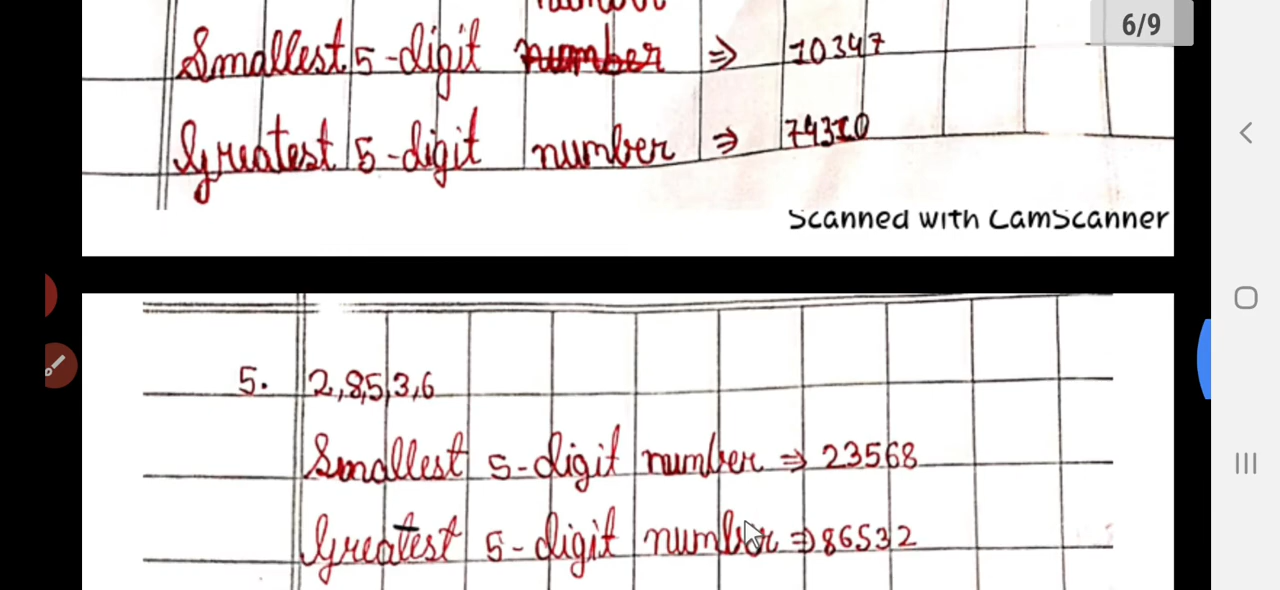 6/9
Smallest 5-digit number ⇒ 10347
Greatest 5-digit number ⇒ 74310
Scanned with CamScanner
5. 2,8,5,3,6
Smallest 5-digit number ⇒ 23568
Greatest 5-digit number ⇒ 86532